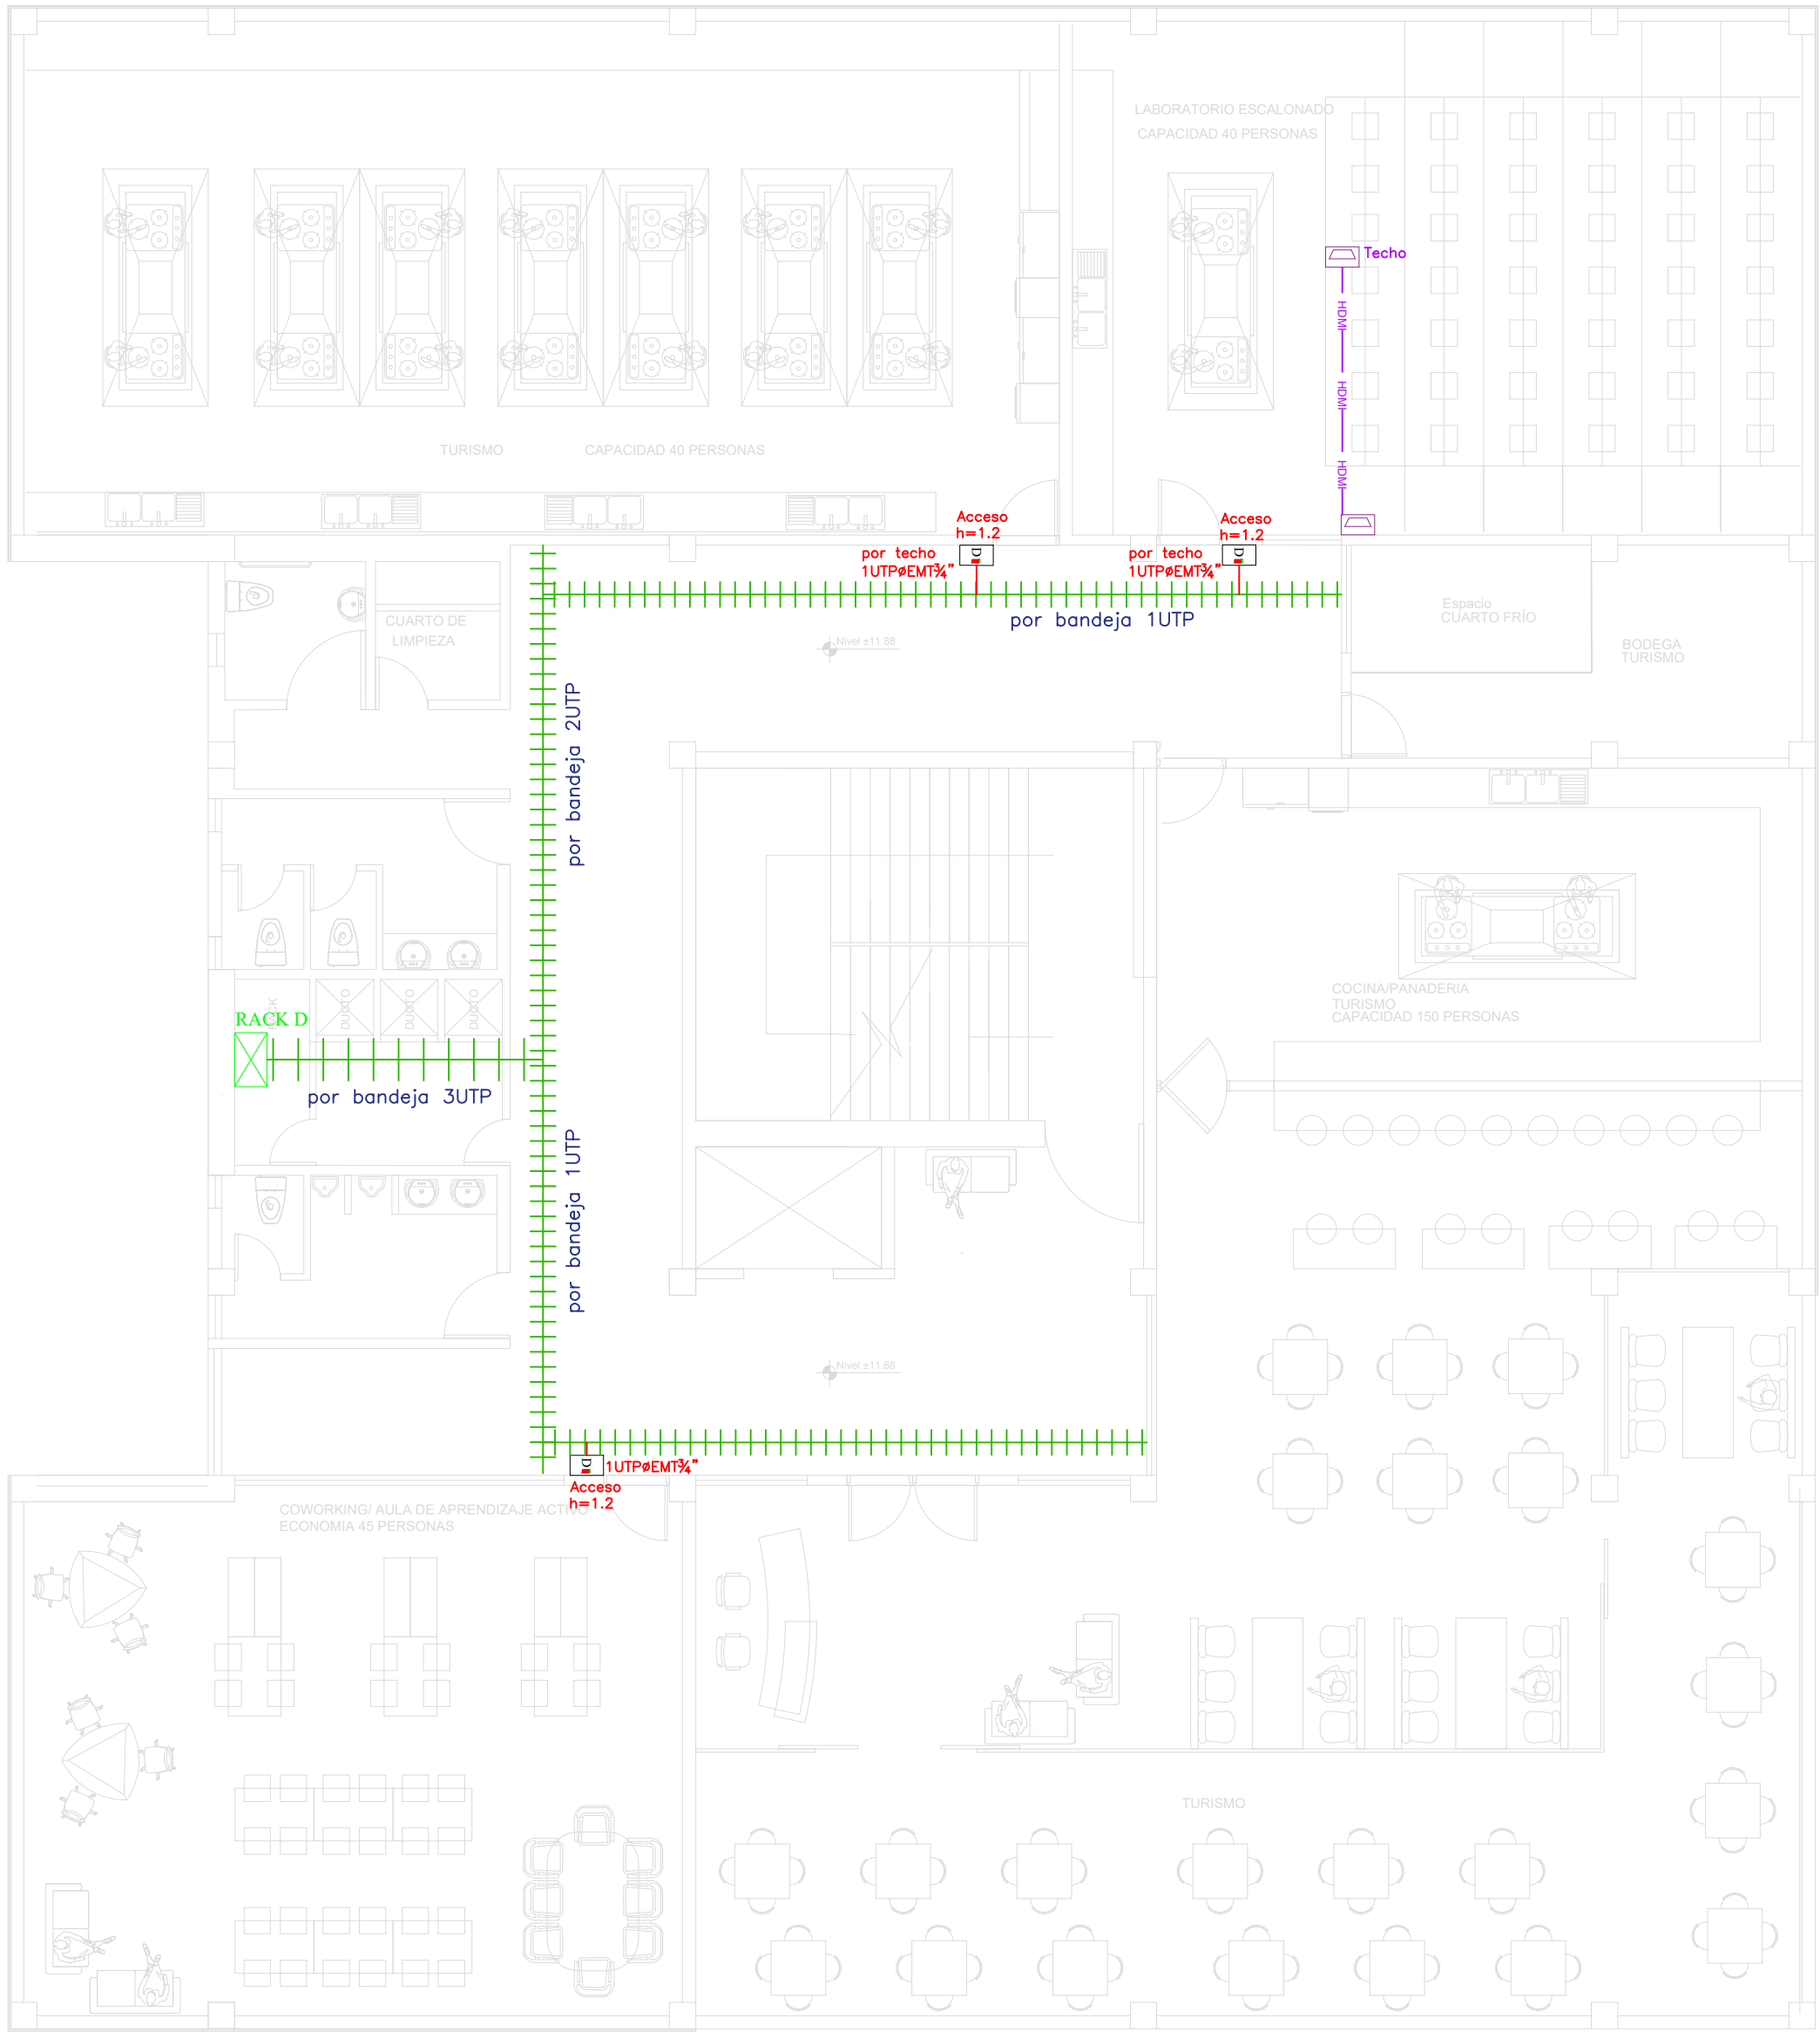 LABORATORIO ESCALONADO
CAPACIDAD 40 PERSONAS
Techo
HDMI
HDMI
HDMI
TURISMO
CAPACIDAD 40 PERSONAS
Acceso
h=1.2
por techo
1UTPøEMT¾"
D
Acceso
h=1.2
por techo
1UTPøEMT¾"
D
por bandeja 1UTP
Espacio
CUARTO FRÍO
BODEGA
TURISMO
CUARTO DE
LIMPIEZA
Nivel ±11.88
por bandeja 2UTP
COCINA/PANADERIA
TURISMO
CAPACIDAD 150 PERSONAS
RACK
DUCTO
DUCTO
DUCTO
RACK D
por bandeja 3UTP
por bandeja 1UTP
Nivel ±11.88
D
1UTPøEMT¾"
Acceso
h=1.2
COWORKING/ AULA DE APRENDIZAJE ACTIVO
ECONOMIA 45 PERSONAS
TURISMO